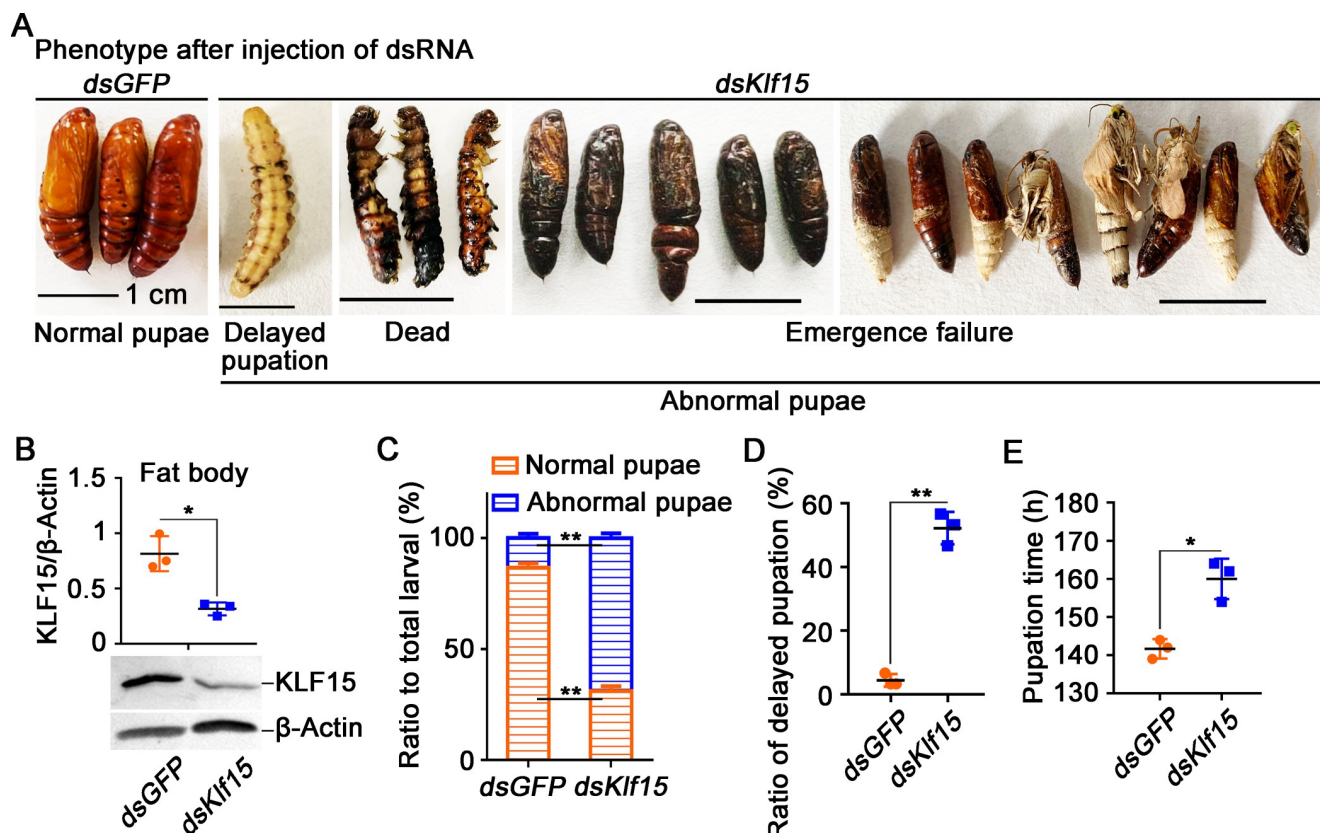 A
Phenotype after injection of dsRNA
dsGFP
dsKlf15
1 cm
Normal pupae
Delayed
pupation
Dead
Emergence failure
Abnormal pupae
B
Fat body
KLF15/β-Actin
1.5
1
0.5
0
*
KLF15
β-Actin
dsGFP
dsKlf15
C
Normal pupae
Abnormal pupae
Ratio to total larval (%)
100
50
0
**
**
dsGFP
dsKlf15
D
Ratio of delayed pupation (%)
60
40
20
0
**
dsGFP
dsKlf15
E
Pupation time (h)
180
170
160
150
140
130
*
dsGFP
dsKlf15